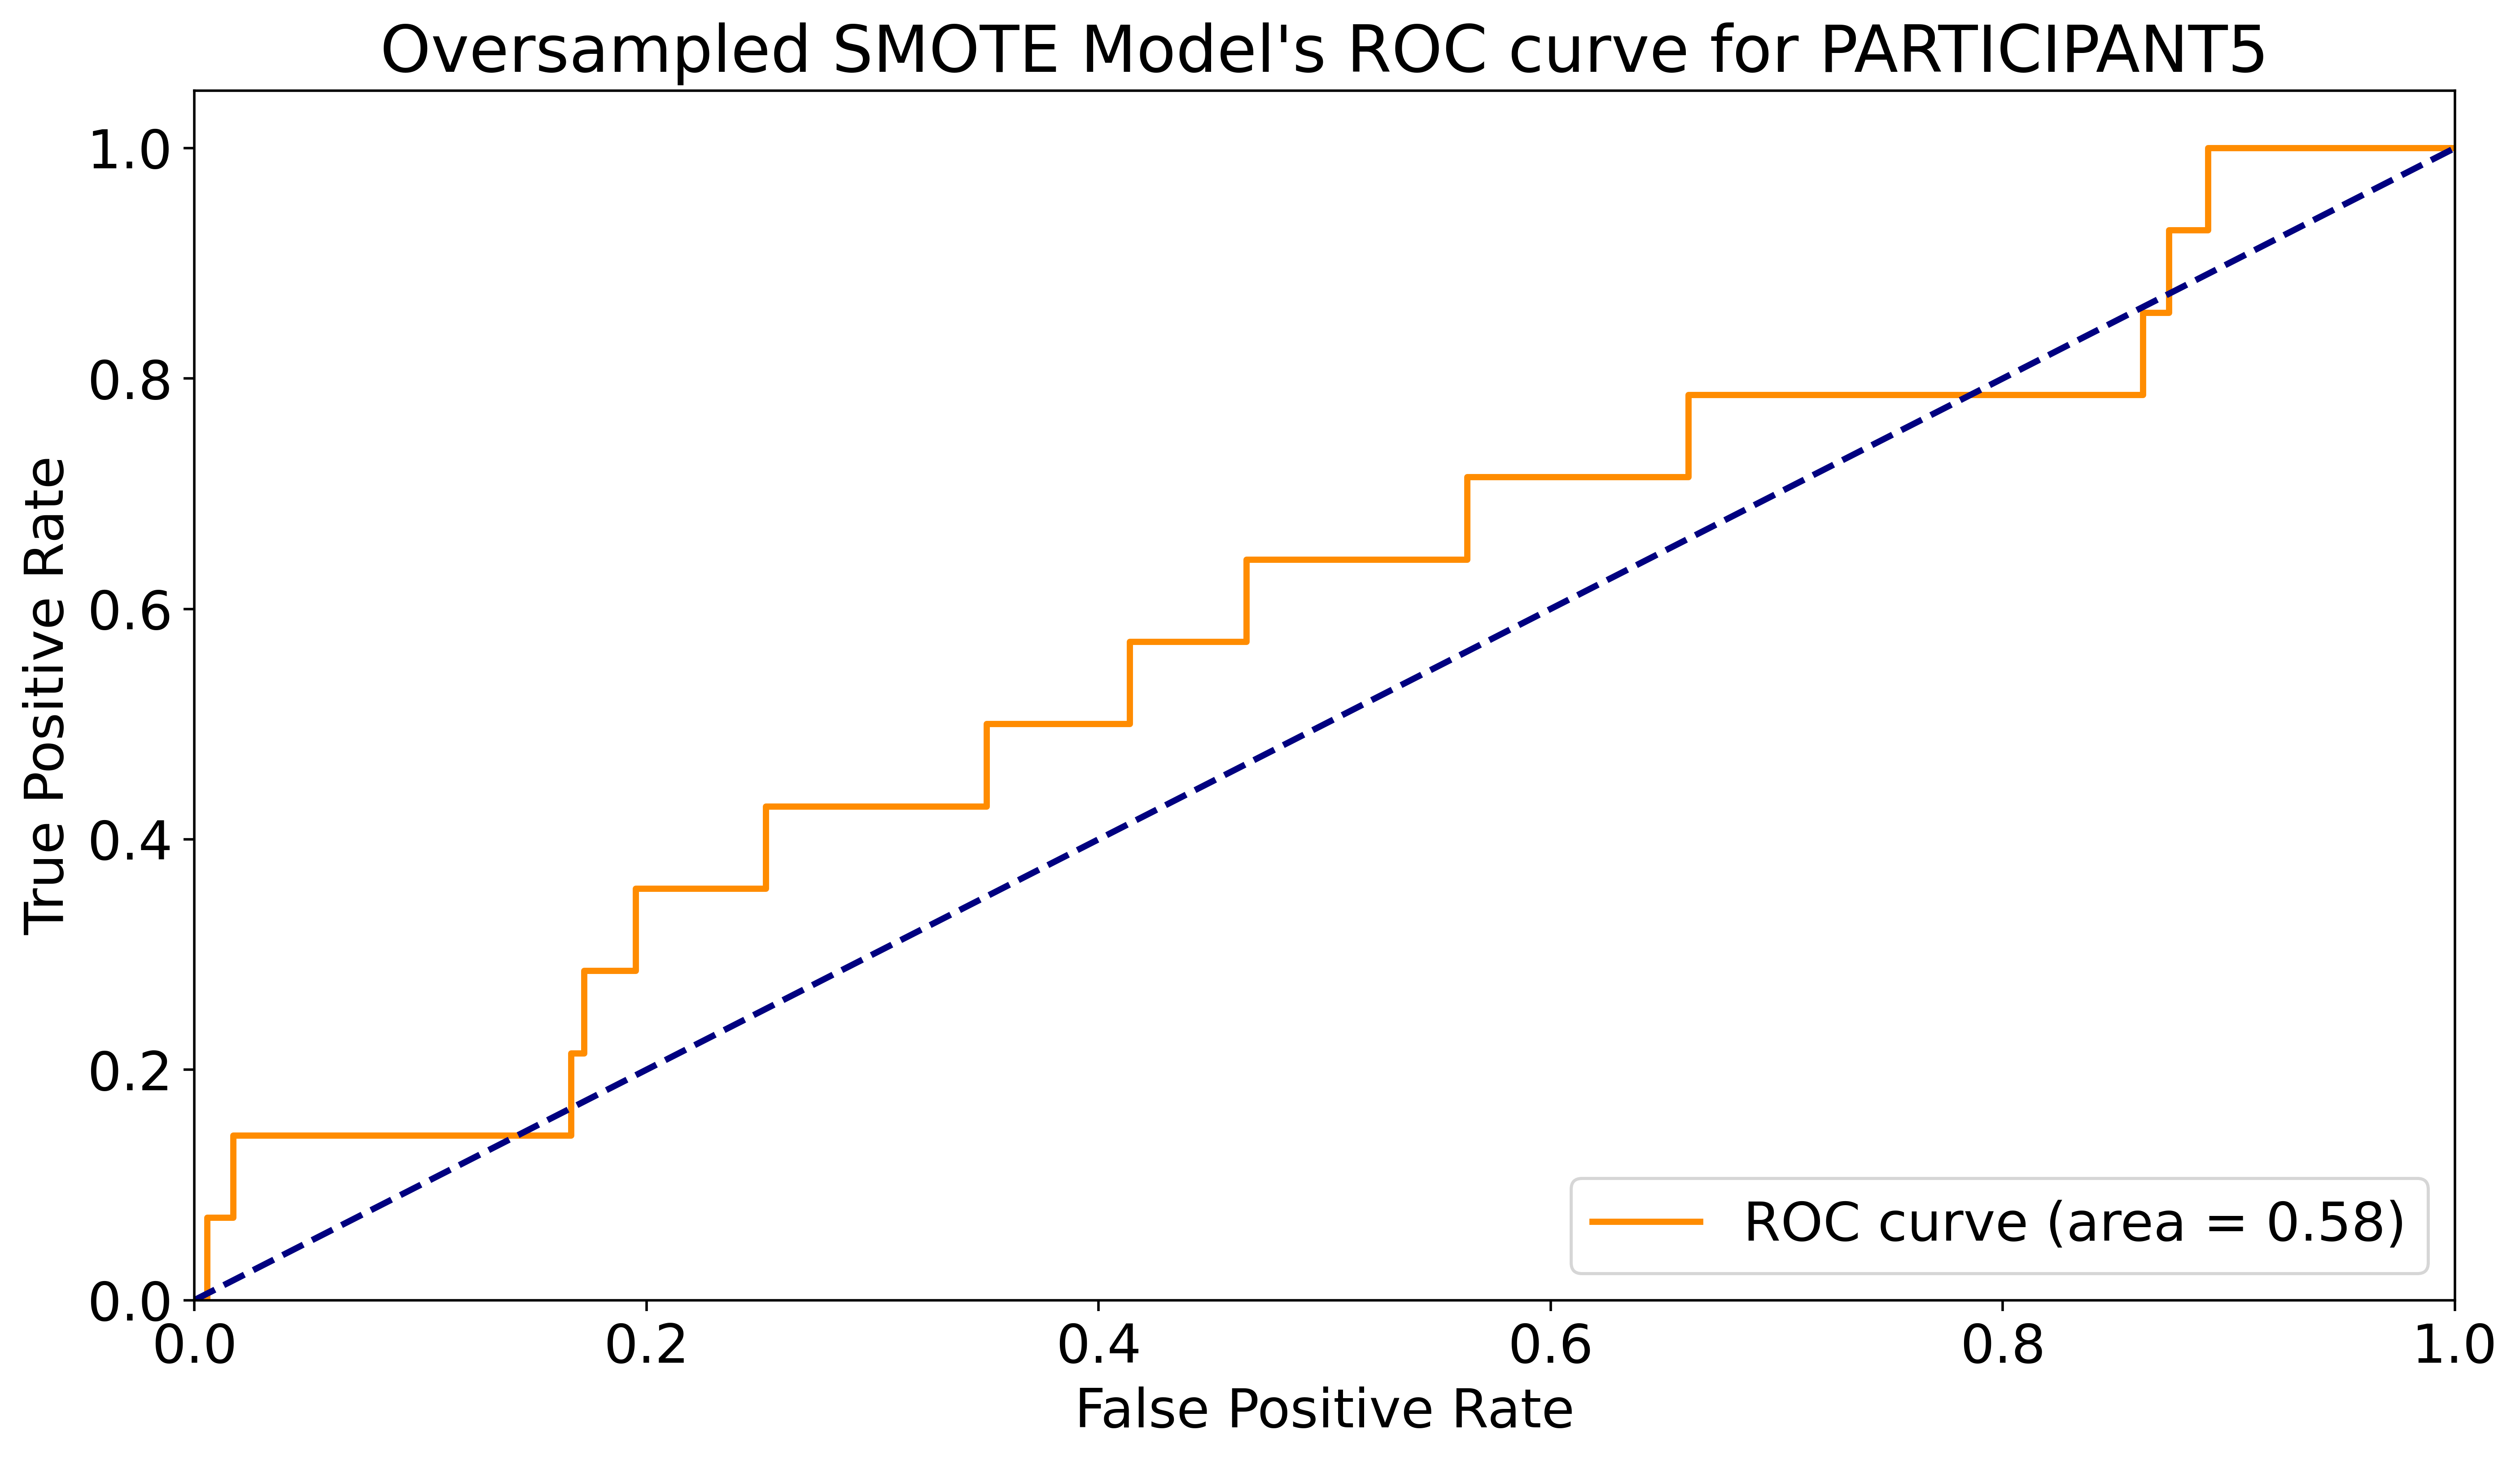 Oversampled SMOTE Model's ROC curve for PARTICIPANT5
True Positive Rate
1.0
0.8
0.6
0.4
0.2
0.0
ROC curve (area = 0.58)
0.0 0.2 0.4 0.6 0.8 1.0
False Positive Rate